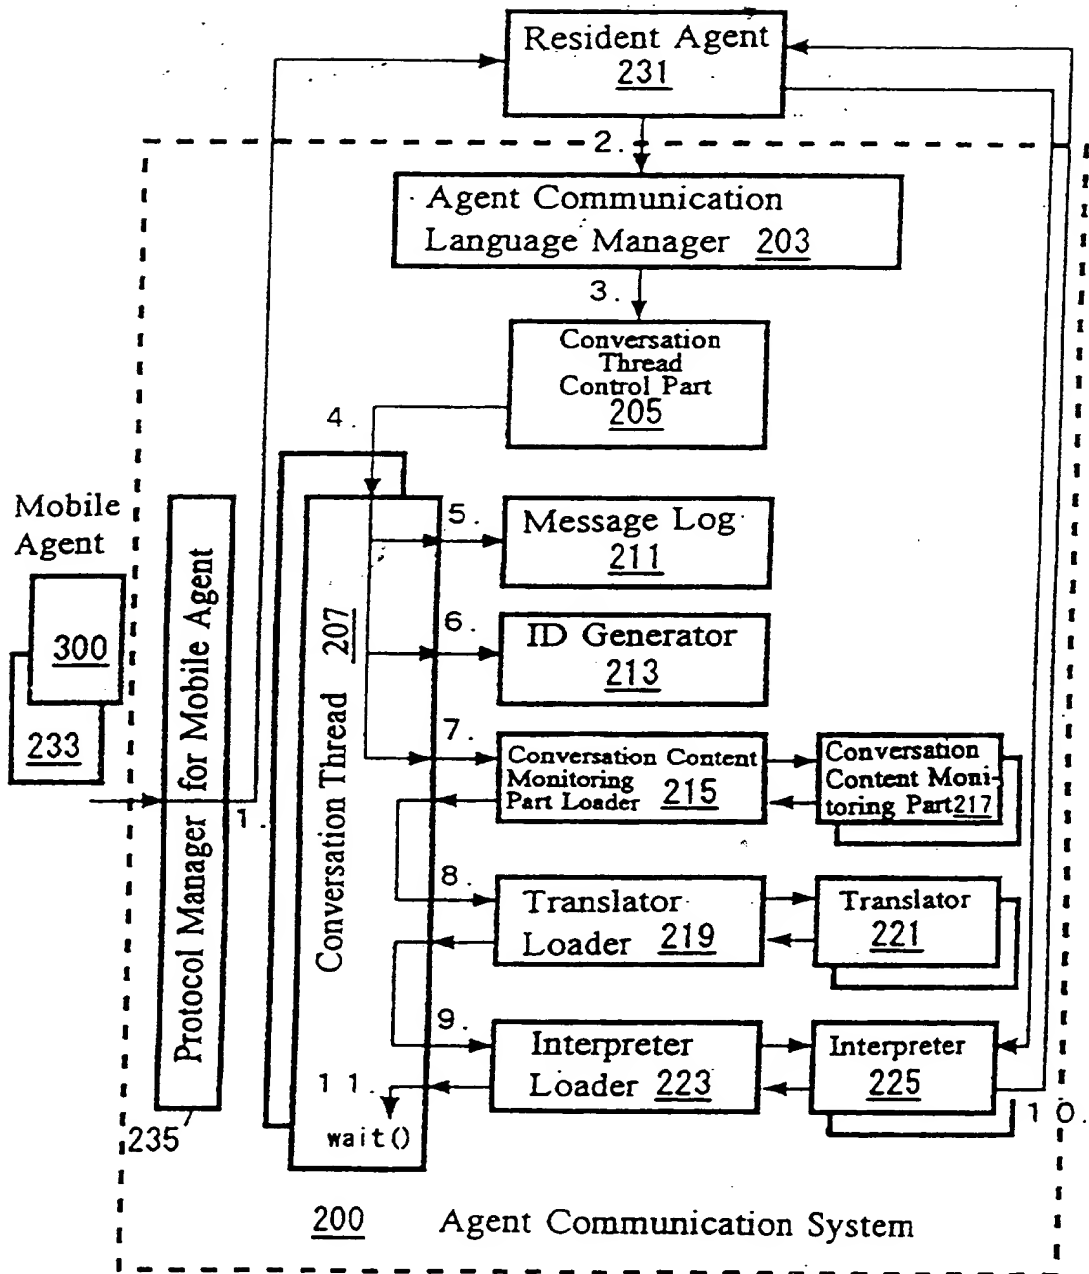 Resident Agent
231
2.
Agent Communication
Language Manager 203
3.
Conversation
Thread
Control Part
205
4.
Mobile
Agent
300
233
Protocol Manager for Mobile Agent
235
1.
Conversation Thread 207
5.
Message Log
211
6.
ID Generator
213
7.
Conversation Content
Monitoring
Part Loader 215
Conversation
Content Moni-
toring Part 217
8.
Translator
Loader 219
Translator
221
9.
Interpreter
Loader 223
Interpreter
225
10.
11.
wait()
200 Agent Communication System